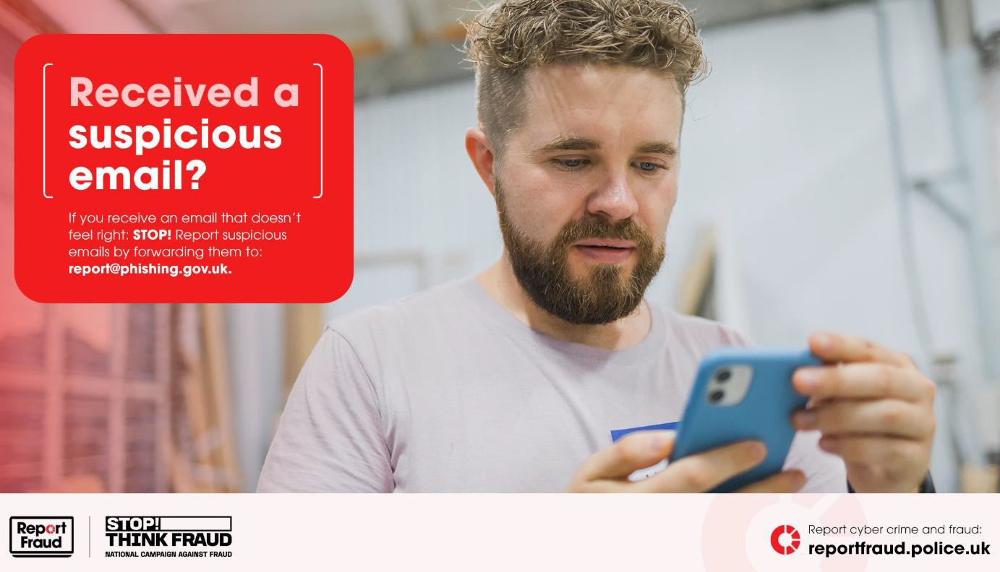 Received a
suspicious
email?
If you receive an email that doesn't
feel right: STOP! Report suspicious
emails by forwarding them to:
report@phishing.gov.uk.
Report
Fraud
STOP!
THINK FRAUD
NATIONAL CAMPAIGN AGAINST FRAUD
Report cyber crime and fraud:
reportfraud.police.uk